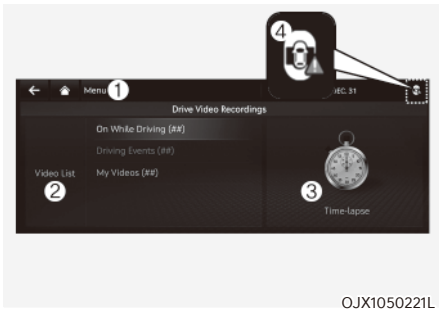 4
Menu 1 DEC. 31
Drive Video Recordings
On While Driving (##)
Driving Events (##)
My Videos (##)
Video List
2
3
Time-lapse
OJX1050221L